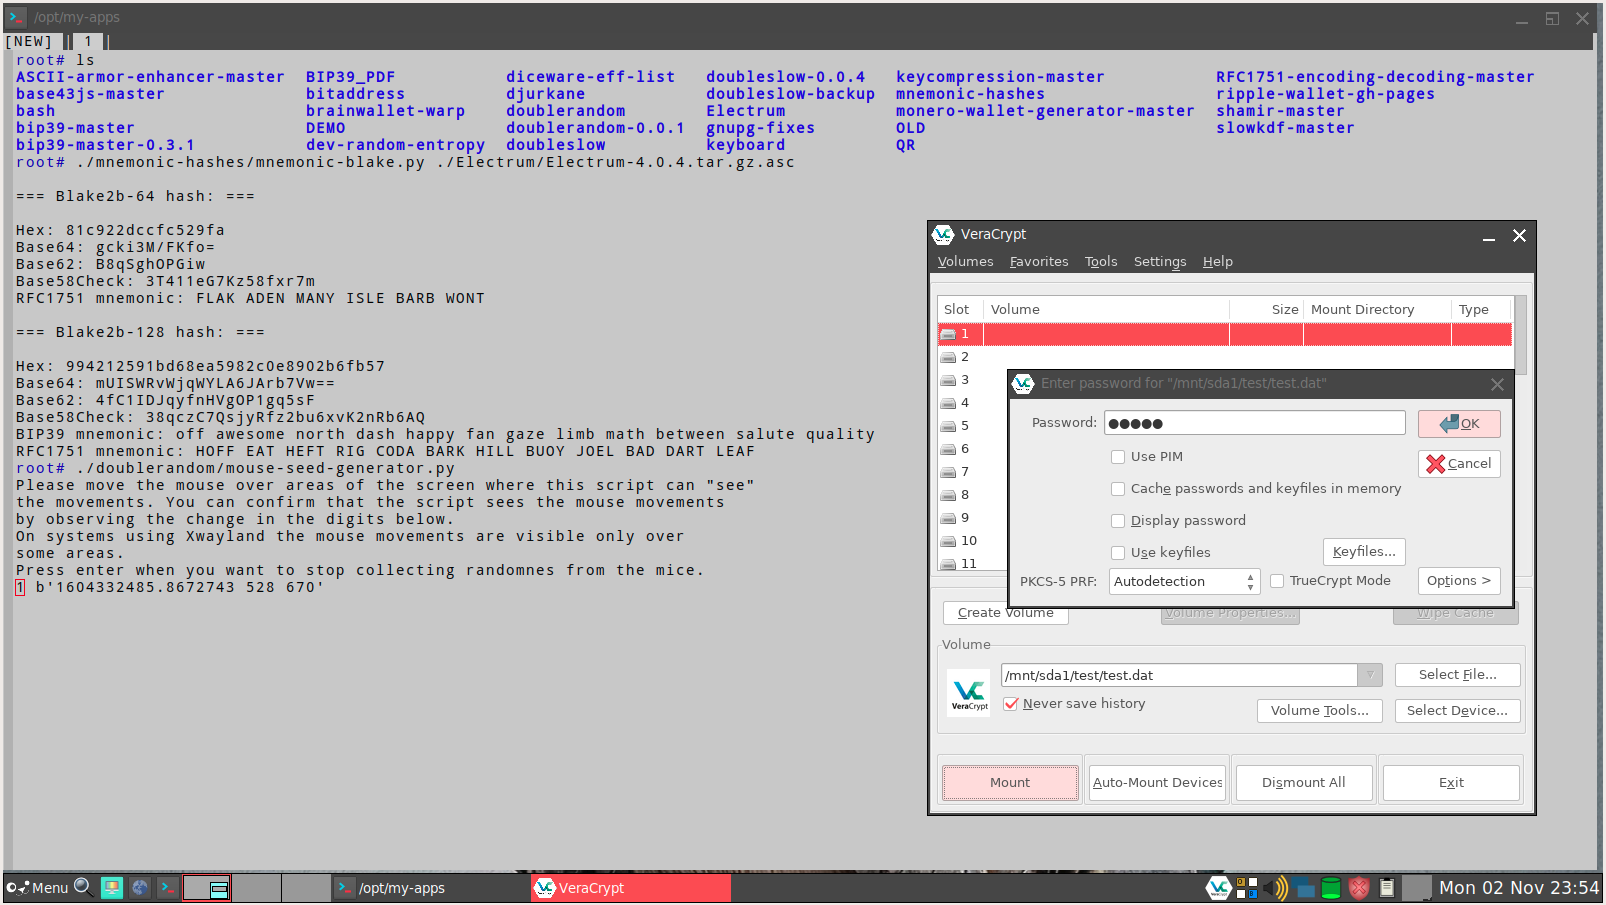 /opt/my-apps
[NEW] | 1 |
root# ls
ASCII-armor-enhancer-master BIP39_PDF diceware-eff-list doubleslow-0.0.4 keycompression-master RFC1751-encoding-decoding-master
base43js-master bitaddress djurkane doubleslow-backup mnemonic-hashes ripple-wallet-gh-pages
bash brainwallet-warp doublerandom Electrum monero-wallet-generator-master shamir-master
bip39-master DEMO doublerandom-0.0.1 gnupg-fixes OLD slowkdf-master
bip39-master-0.3.1 dev-random-entropy doubleslow keyboard QR
root# ./mnemonic-hashes/mnemonic-blake.py ./Electrum/Electrum-4.0.4.tar.gz.asc
=== Blake2b-64 hash: ===
Hex: 81c922dccfc529fa
Base64: gcki3M/FKfo=
Base62: B8qSghOPGiw
Base58Check: 3T411eG7Kz58fxr7m
RFC1751 mnemonic: FLAK ADEN MANY ISLE BARB WONT
=== Blake2b-128 hash: ===
Hex: 994212591bd68ea5982c0e8902b6fb57
Base64: mUISWRvWjqWYLA6JArb7Vw==
Base62: 4fC1IDJqyfnHVgOP1gq5sF
Base58Check: 38qczC7QsjyRfz2bu6xvK2nRb6AQ
BIP39 mnemonic: off awesome north dash happy fan gaze limb math between salute quality
RFC1751 mnemonic: HOFF EAT HEFT RIG CODA BARK HILL BUOY JOEL BAD DART LEAF
root# ./doublerandom/mouse-seed-generator.py
Please move the mouse over areas of the screen where this script can "see"
the movements. You can confirm that the script sees the mouse movements
by observing the change in the digits below.
On systems using Xwayland the mouse movements are visible only over
some areas.
Press enter when you want to stop collecting randomnes from the mice.
1 b'1604332485.8672743 528 670'
VeraCrypt
Volumes Favorites Tools Settings Help
Slot Volume Size Mount Directory Type
1
2
3
4
5
6
7
8
9
10
11
Enter password for "/mnt/sda1/test/test.dat"
Password: ●●●●● OK
Use PIM Cancel
Cache passwords and keyfiles in memory
Display password
Use keyfiles Keyfiles...
PKCS-5 PRF: Autodetection TrueCrypt Mode Options >
Create Volume Volume Properties... Wipe Cache
Volume
/mnt/sda1/test/test.dat Select File...
VeraCrypt
Never save history
Volume Tools... Select Device...
Mount Auto-Mount Devices Dismount All Exit
Menu /opt/my-apps VeraCrypt Mon 02 Nov 23:54